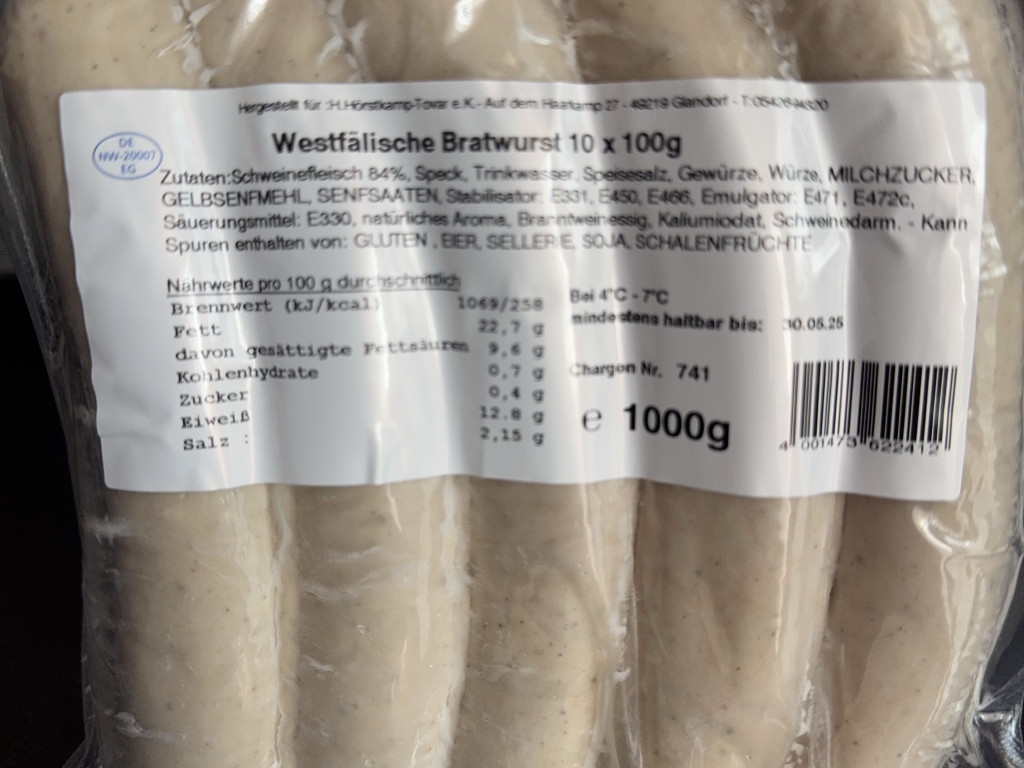 Hergestellt für :H.Hörstkamp-Tovar e.K.- Auf dem Haarkamp 27 - 49219 Glandorf -
Westfälische Bratwurst 10 x 100g
DE
NW-20007
EG
Zutaten:Schweinefleisch 84%, Speck, Trinkwasser, Speisesalz, Gewürze, Würze, MILCHZUCKER,
GELBSENFMEHL, SENFSAATEN, Stabilisator: E331, E450, E466, Emulgator: E471, E472c,
Säuerungsmittel: E330, natürliches Aroma, Branntweinessig, Kaliumiodat, Schweinedarm. - Kann
Spuren enthalten von: GLUTEN , EIER, SELLERIE, SOJA, SCHALENFRÜCHTE
Nährwerte pro 100 g durchschnittlich
Brennwert (kJ/kcal) 1069/258
Fett 22,7 g
davon gesättigte Fettsäuren 9,6 g
Kohlenhydrate 0,7 g
Zucker 0,4 g
Eiweiß 12.8 g
Salz : 2,15 g
Bei 4°C - 7°C
mindestens haltbar bis: 30.05.25
Chargen Nr. 741
e 1000g
4 001473 622412